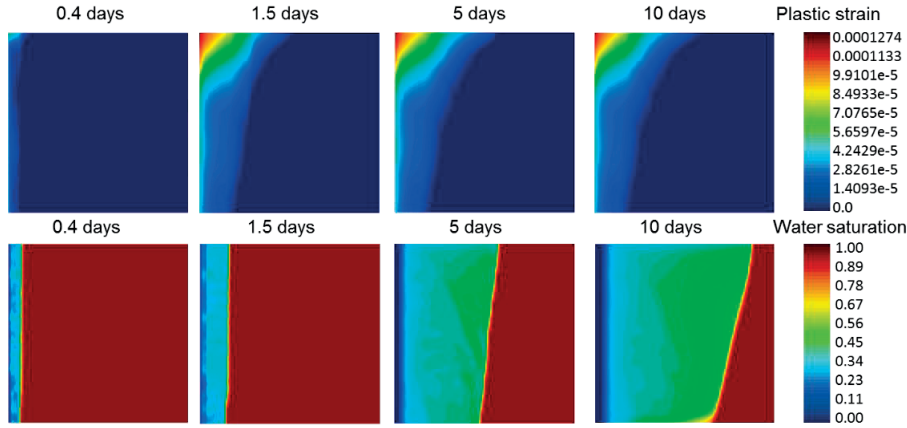 0.4 days 1.5 days 5 days 10 days Plastic strain
0.0001274
0.0001133
9.9101e-5
8.4933e-5
7.0765e-5
5.6597e-5
4.2429e-5
2.8261e-5
1.4093e-5
0.0
0.4 days 1.5 days 5 days 10 days Water saturation
1.00
0.89
0.78
0.67
0.56
0.45
0.34
0.23
0.11
0.00